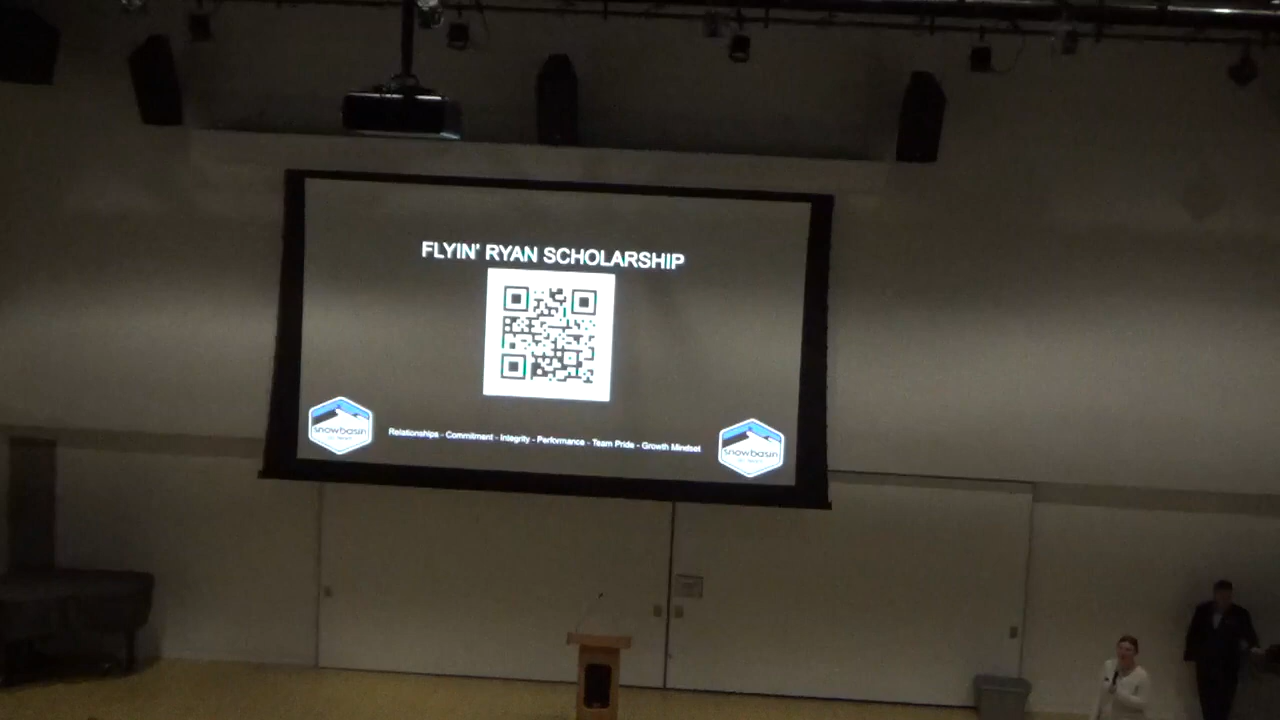 FLYIN' RYAN SCHOLARSHIP
snowbasin
Relationships - Commitment - Integrity - Performance - Team Pride - Growth Mindset
snowbasin